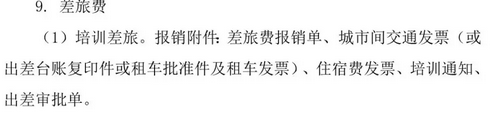 9. 差旅费
（1）培训差旅。报销附件: 差旅费报销单、城市间交通发票（或
出差台账复印件或租车批准件及租车发票）、住宿费发票、培训通知、
出差审批单。